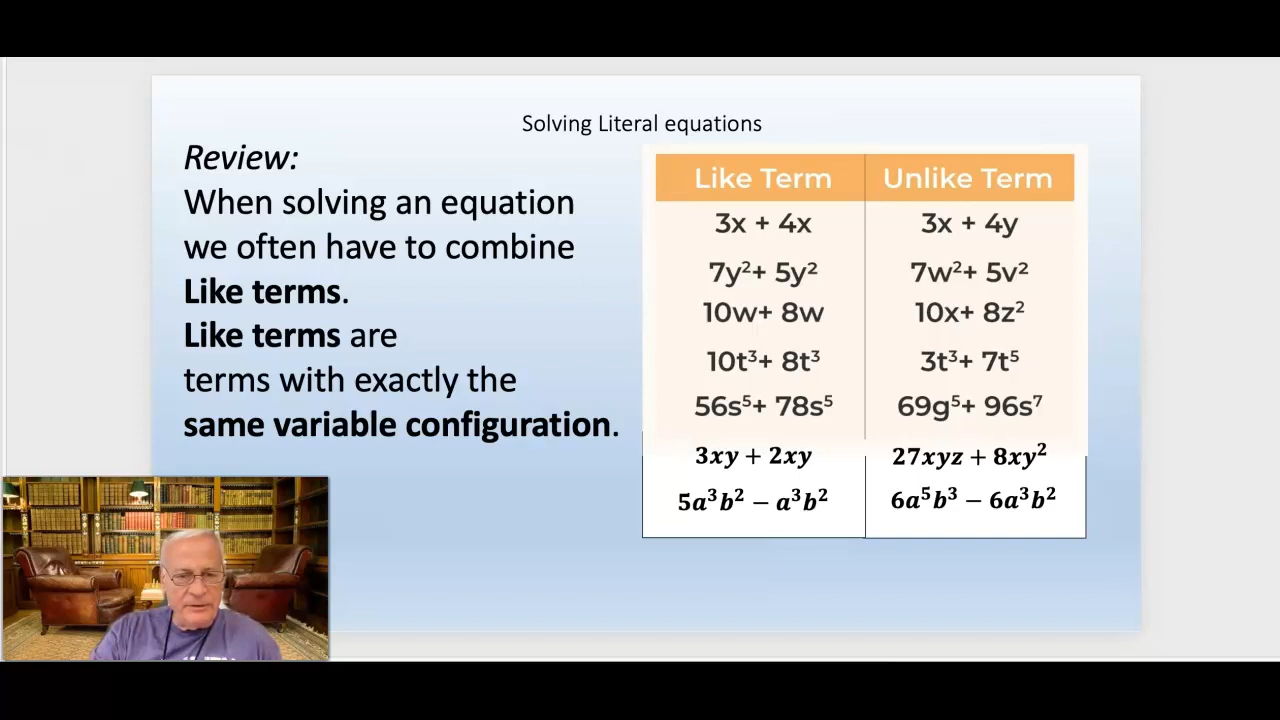 Solving Literal equations
Review:
When solving an equation
we often have to combine
Like terms.
Like terms are
terms with exactly the
same variable configuration.
Like Term Unlike Term
3x + 4x 3x + 4y
7y²+ 5y² 7w²+ 5v²
10w+ 8w 10x+ 8z²
10t³+ 8t³ 3t³+ 7t⁵
56s⁵+ 78s⁵ 69g⁵+ 96s⁷
3xy + 2xy 27xyz + 8xy²
5a³b² − a³b² 6a⁵b³ − 6a³b²